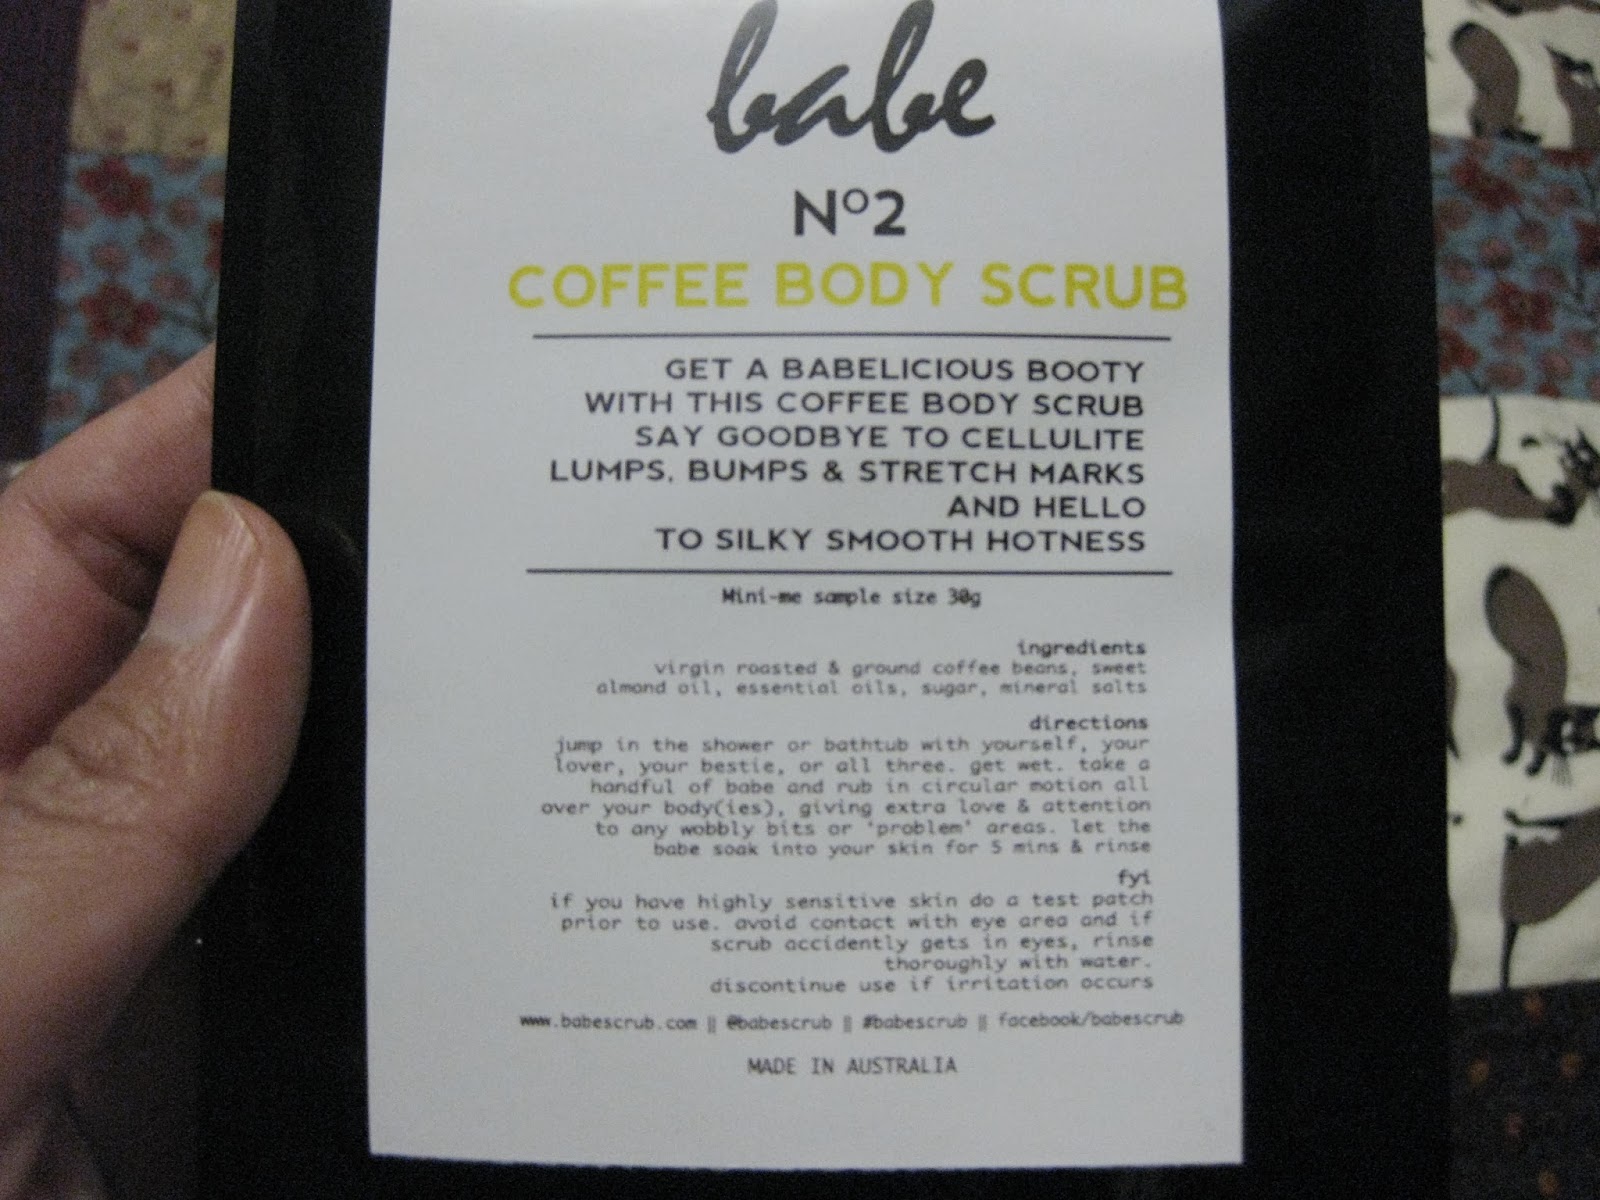 babe
Nº2
COFFEE BODY SCRUB
GET A BABELICIOUS BOOTY
WITH THIS COFFEE BODY SCRUB
SAY GOODBYE TO CELLULITE
LUMPS, BUMPS & STRETCH MARKS
AND HELLO
TO SILKY SMOOTH HOTNESS
Mini-me sample size 30g
ingredients
virgin roasted & ground coffee beans, sweet
almond oil, essential oils, sugar, mineral salts
directions
jump in the shower or bathtub with yourself, your
lover, your bestie, or all three. get wet. take a
handful of babe and rub in circular motion all
over your body(ies), giving extra love & attention
to any wobbly bits or 'problem' areas. let the
babe soak into your skin for 5 mins & rinse
fyi
if you have highly sensitive skin do a test patch
prior to use. avoid contact with eye area and if
scrub accidently gets in eyes, rinse
thoroughly with water.
discontinue use if irritation occurs
www.babescrub.com || @babescrub || #babescrub || facebook/babescrub
MADE IN AUSTRALIA